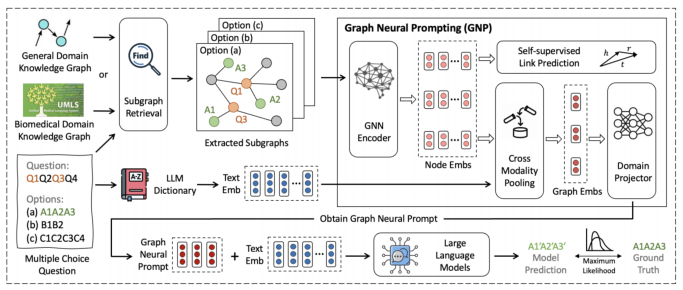 General Domain
Knowledge Graph
or
UMLS
Biomedical Domain
Knowledge Graph
Find
Subgraph
Retrieval
Option (c)
Option (b)
Option (a)
A3
Q1
A2
A1
Q3
Extracted Subgraphs
Graph Neural Prompting (GNP)
GNN
Encoder
Node Embs
Self-supervised
Link Prediction
h
r
t
Cross
Modality
Pooling
Graph Embs
Domain
Projector
Question:
Q1Q2Q3Q4
Options:
(a) A1A2A3
(b) B1B2
(c) C1C2C3C4
Multiple Choice
Question
A-Z
LLM
Dictionary
Text
Emb
Obtain Graph Neural Prompt
Graph
Neural
Prompt
+
Text
Emb
Large
Language
Models
A1'A2'A3'
Model
Prediction
Maximum
Likelihood
A1A2A3
Ground
Truth